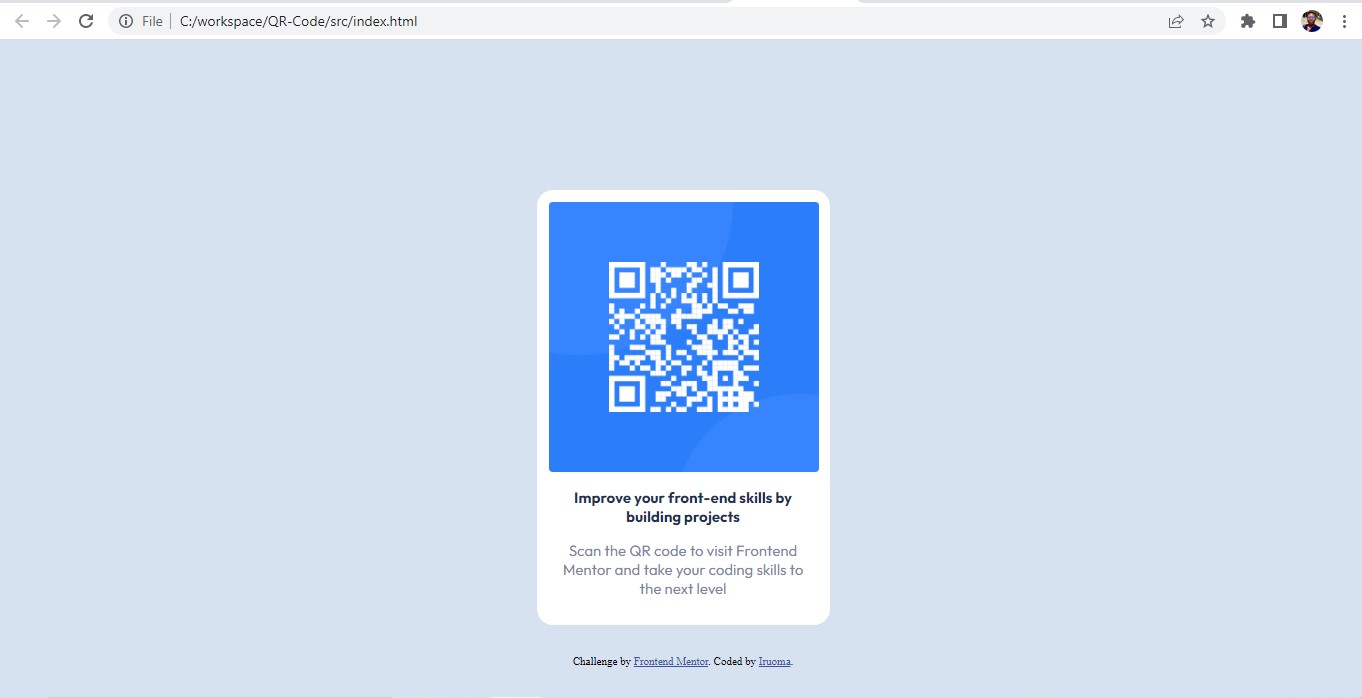 File C:/workspace/QR-Code/src/index.html
Improve your front-end skills by
building projects
Scan the QR code to visit Frontend
Mentor and take your coding skills to
the next level
Challenge by Frontend Mentor. Coded by Iruoma.